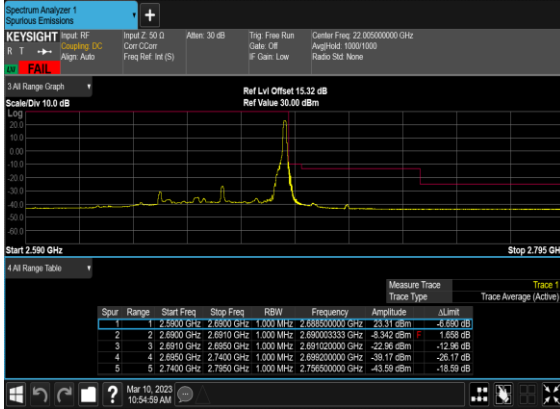 Spectrum Analyzer 1
Spurious Emissions
KEYSIGHT Input: RF Input Z: 50 Ω Atten: 30 dB Trig: Free Run Center Freq: 22.005000000 GHz
R T Coupling: DC Corr CCorr Gate: Off Avg|Hold: 1000/1000
Align: Auto Freq Ref: Int (S) IF Gain: Low Radio Std: None
FAIL
3 All Range Graph
Ref Lvl Offset 15.32 dB
Scale/Div 10.0 dB Ref Value 30.00 dBm
Log
20.0
10.0
0.00
-10.0
-20.0
-30.0
-40.0
-50.0
-60.0
Start 2.590 GHz Stop 2.795 GH
4 All Range Table
Measure Trace Trace 1
Trace Type Trace Average (Active)
Spur Range Start Freq Stop Freq RBW Frequency Amplitude ΔLimit
1 1 2.5900 GHz 2.6900 GHz 1.000 MHz 2.688500000 GHz 23.31 dBm -6.690 dB
2 2 2.6900 GHz 2.6910 GHz 1.000 MHz 2.690003333 GHz -8.342 dBm F 1.658 dB
3 3 2.6910 GHz 2.6950 GHz 1.000 MHz 2.691020000 GHz -22.96 dBm -12.96 dB
4 4 2.6950 GHz 2.7400 GHz 1.000 MHz 2.699200000 GHz -39.17 dBm -26.17 dB
5 5 2.7400 GHz 2.7950 GHz 1.000 MHz 2.756500000 GHz -43.59 dBm -18.59 dB
Mar 10, 2023
10:54:59 AM